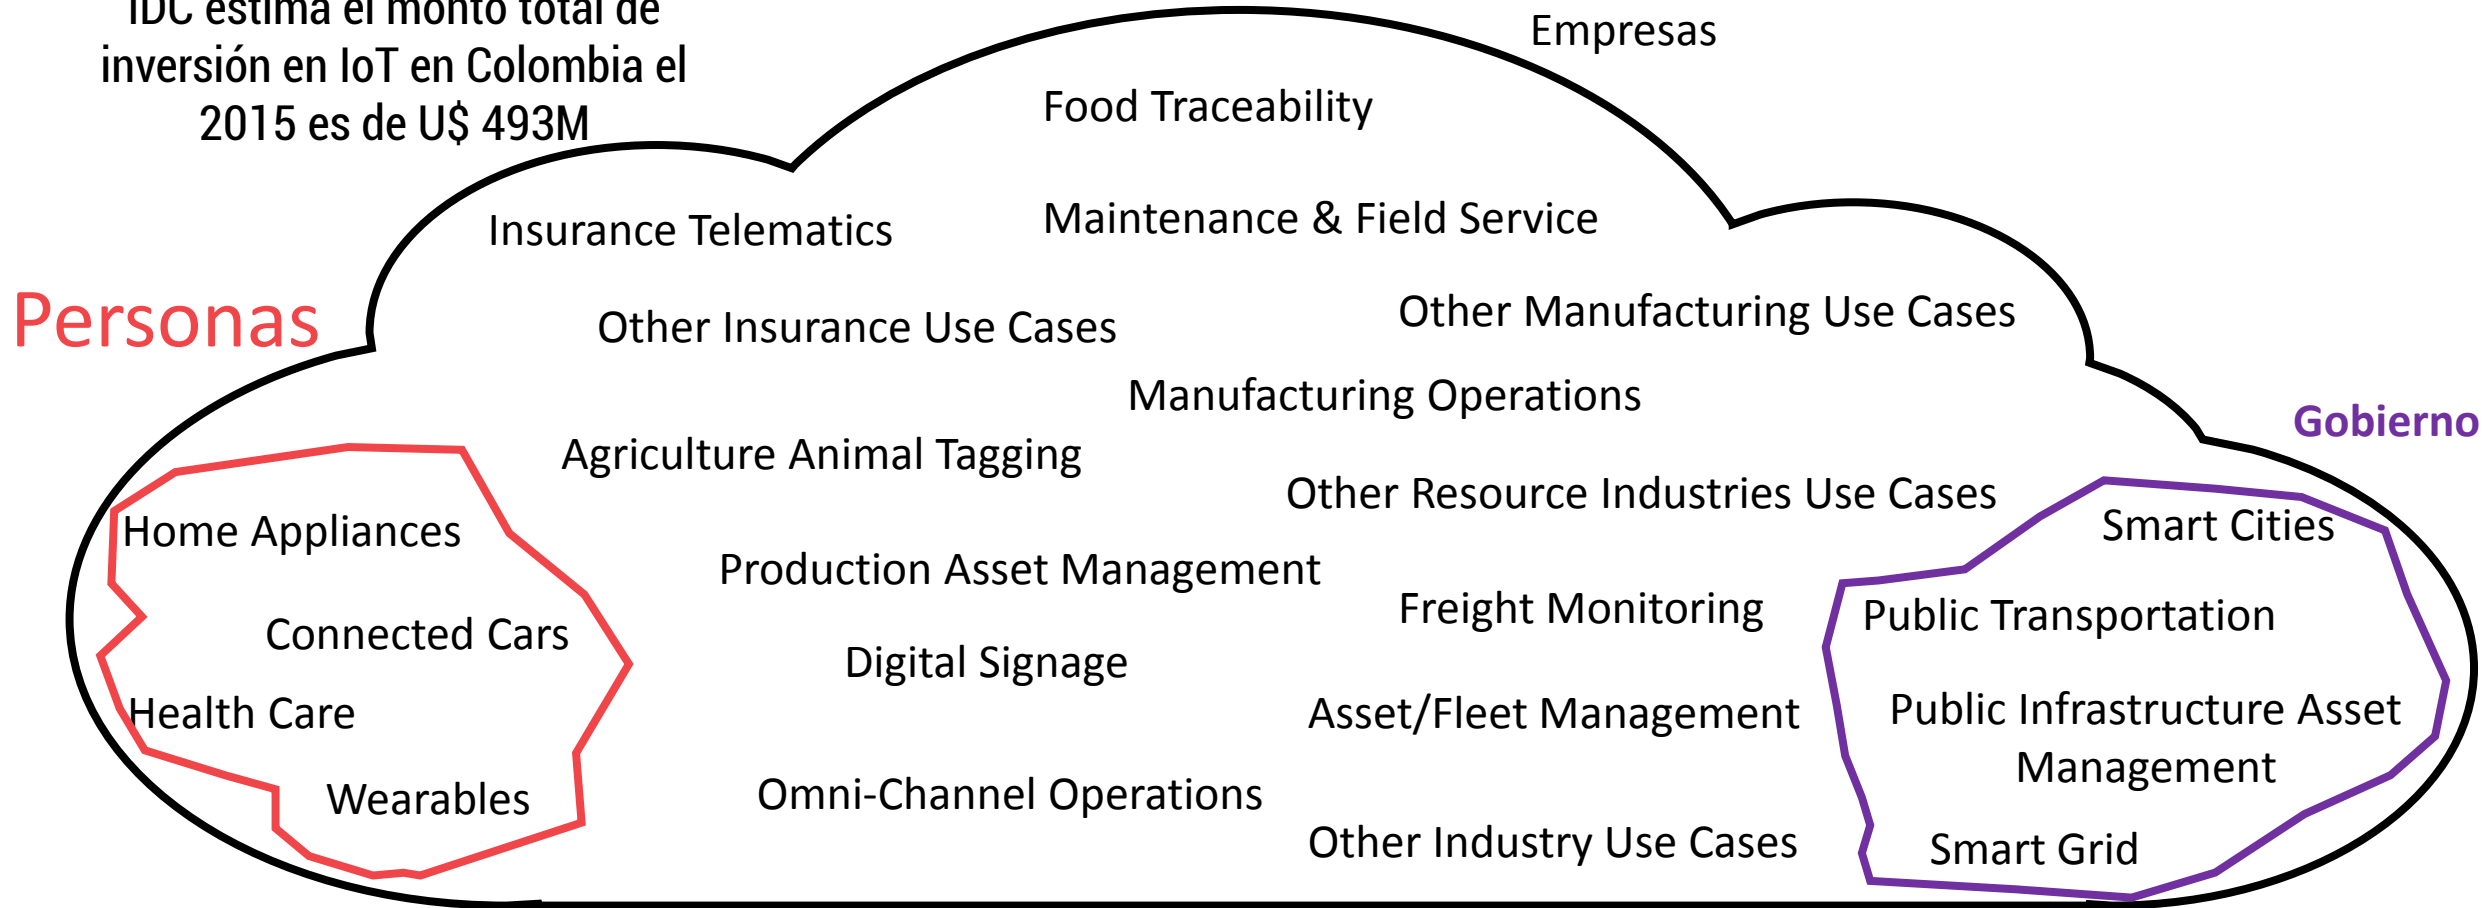 IDC estima el monto total de
inversión en IoT en Colombia el
2015 es de U$ 493M
Empresas
Food Traceability
Insurance Telematics
Maintenance & Field Service
Personas
Other Insurance Use Cases
Other Manufacturing Use Cases
Manufacturing Operations
Gobierno
Agriculture Animal Tagging
Other Resource Industries Use Cases
Home Appliances
Smart Cities
Production Asset Management
Freight Monitoring
Public Transportation
Connected Cars
Digital Signage
Health Care
Asset/Fleet Management
Public Infrastructure Asset
Management
Wearables
Omni-Channel Operations
Other Industry Use Cases
Smart Grid